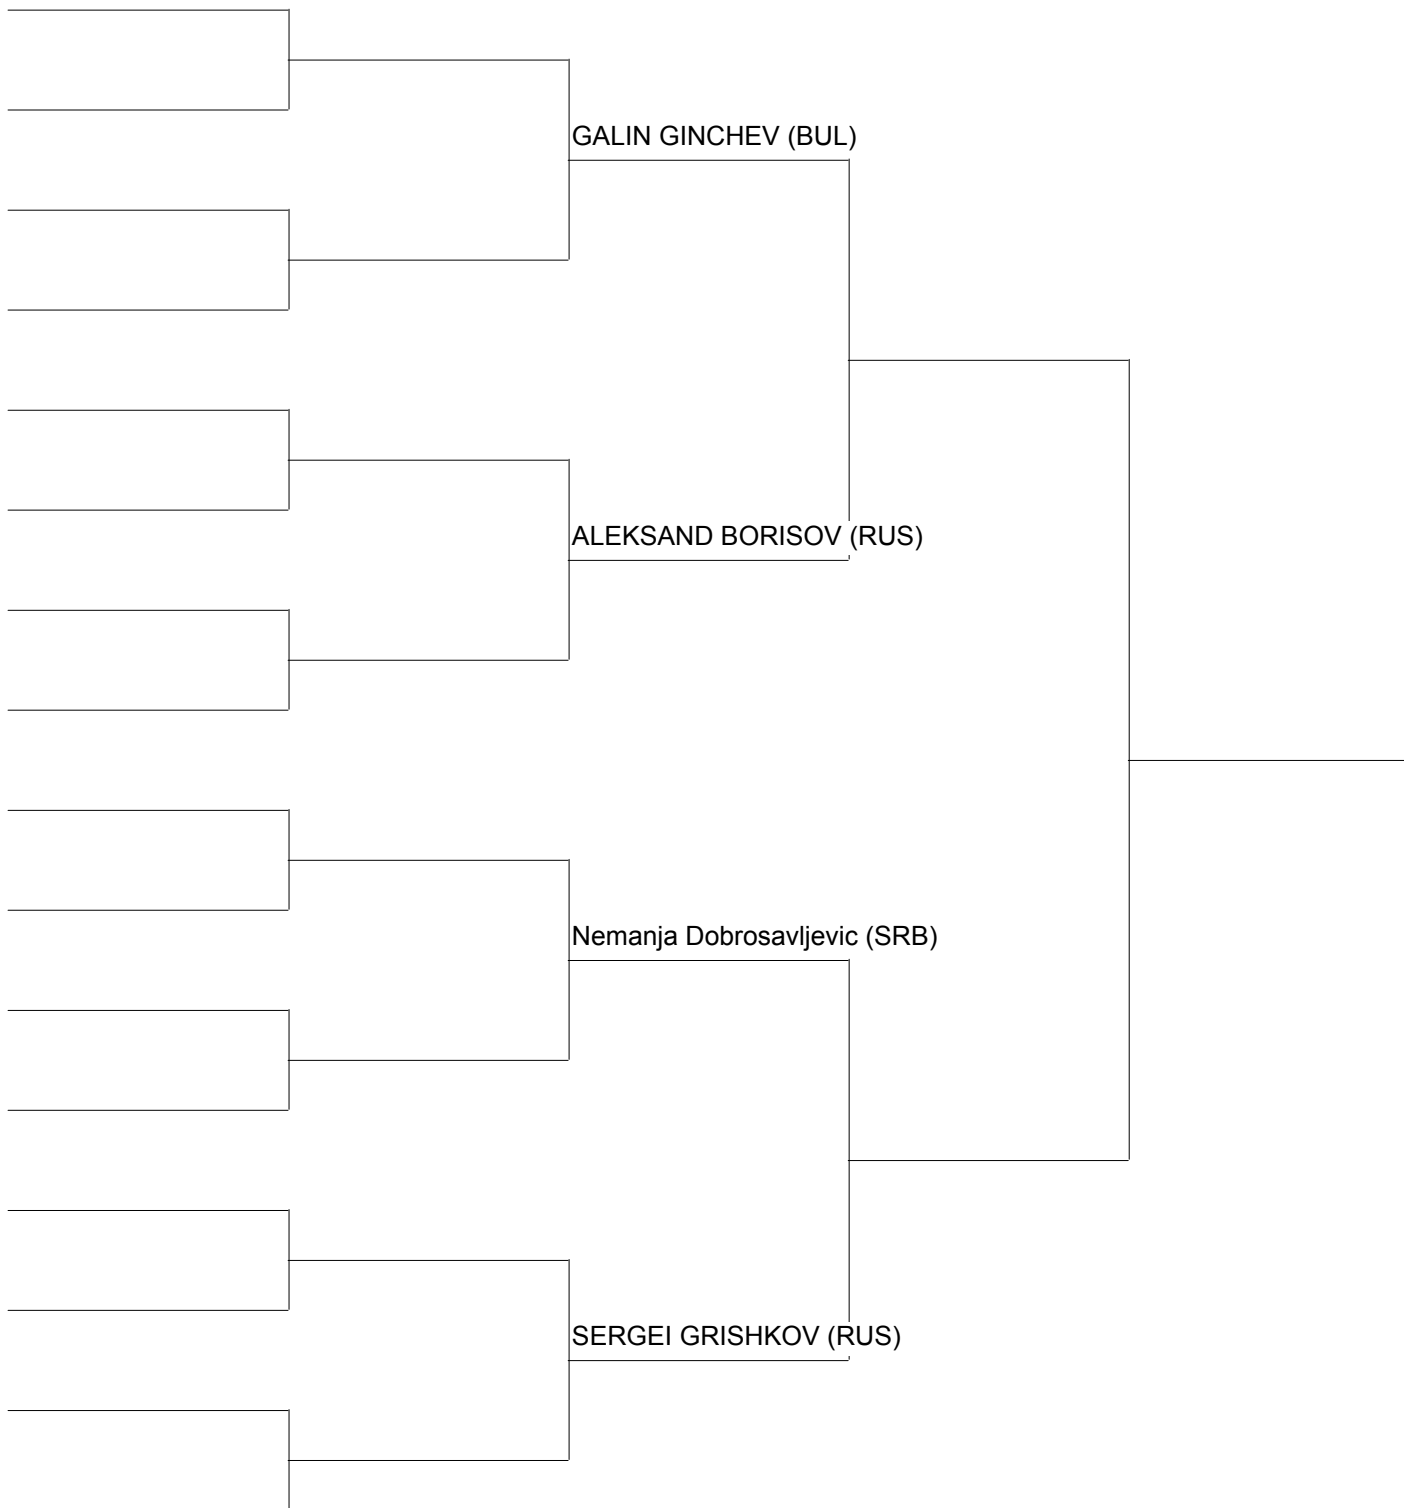 GALIN GINCHEV (BUL)
ALEKSAND BORISOV (RUS)
Nemanja Dobrosavljevic (SRB)
SERGEI GRISHKOV (RUS)